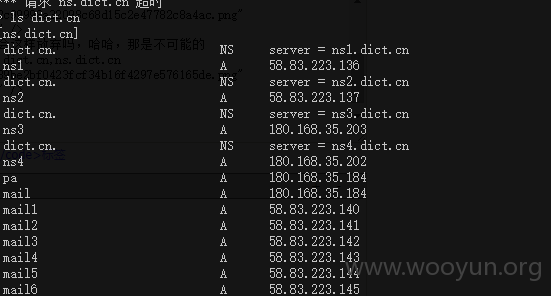 *** 请求 ns.dict.cn 超时
> ls dict.cn
[ns.dict.cn]
dict.cn. NS server = ns1.dict.cn
ns1 A 58.83.223.136
dict.cn. NS server = ns2.dict.cn
ns2 A 58.83.223.137
dict.cn. NS server = ns3.dict.cn
ns3 A 180.168.35.203
dict.cn. NS server = ns4.dict.cn
ns4 A 180.168.35.202
pa A 180.168.35.184
mail A 180.168.35.184
mail1 A 58.83.223.140
mail2 A 58.83.223.141
mail3 A 58.83.223.142
mail4 A 58.83.223.143
mail5 A 58.83.223.144
mail6 A 58.83.223.145
www.wooyun.org